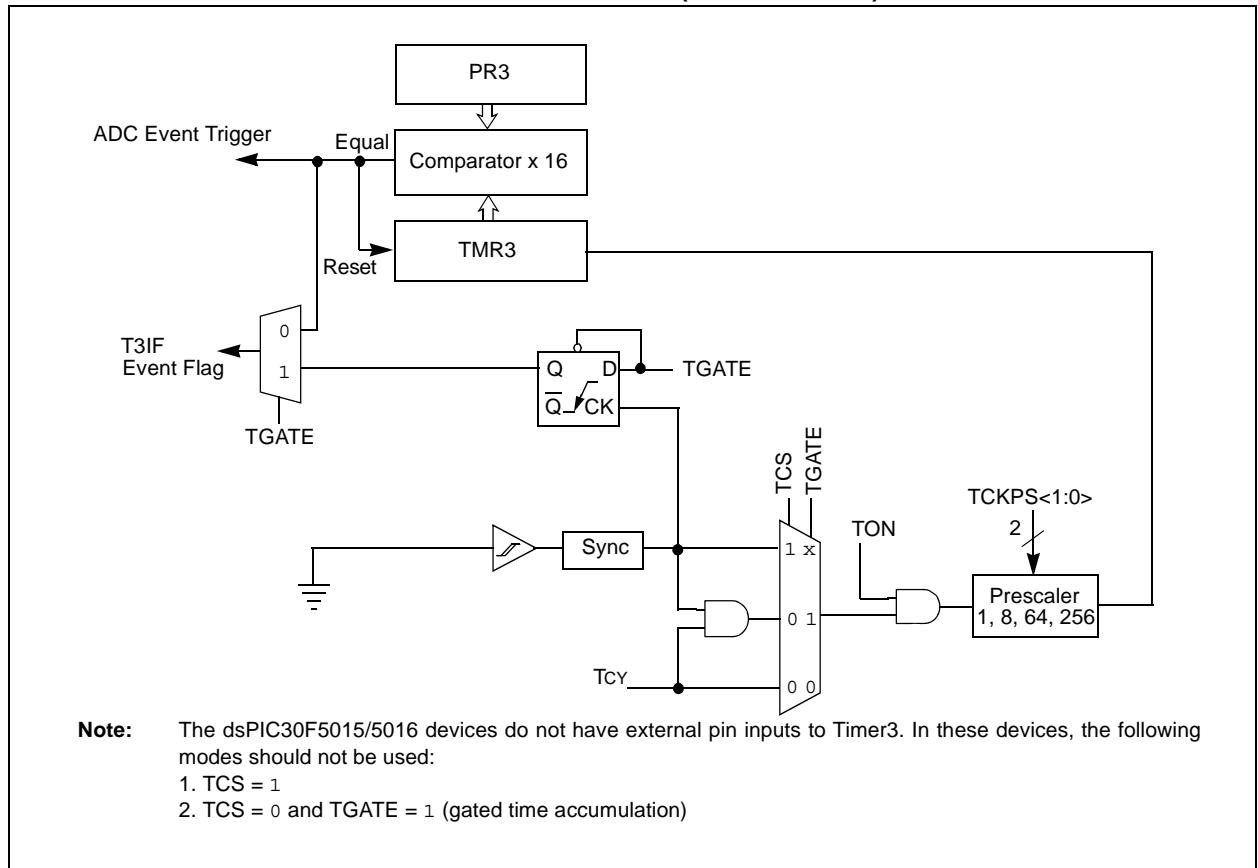 PR3
ADC Event Trigger
Equal
Comparator x 16
TMR3
Reset
0
T3IF
Event Flag
1
Q D
TGATE
Q CK
TGATE
TCS
TGATE
TCKPS<1:0>
2
TON
Sync
1 x
Prescaler
1, 8, 64, 256
0 1
TCY
0 0
Note: The dsPIC30F5015/5016 devices do not have external pin inputs to Timer3. In these devices, the following
modes should not be used:
1. TCS = 1
2. TCS = 0 and TGATE = 1 (gated time accumulation)